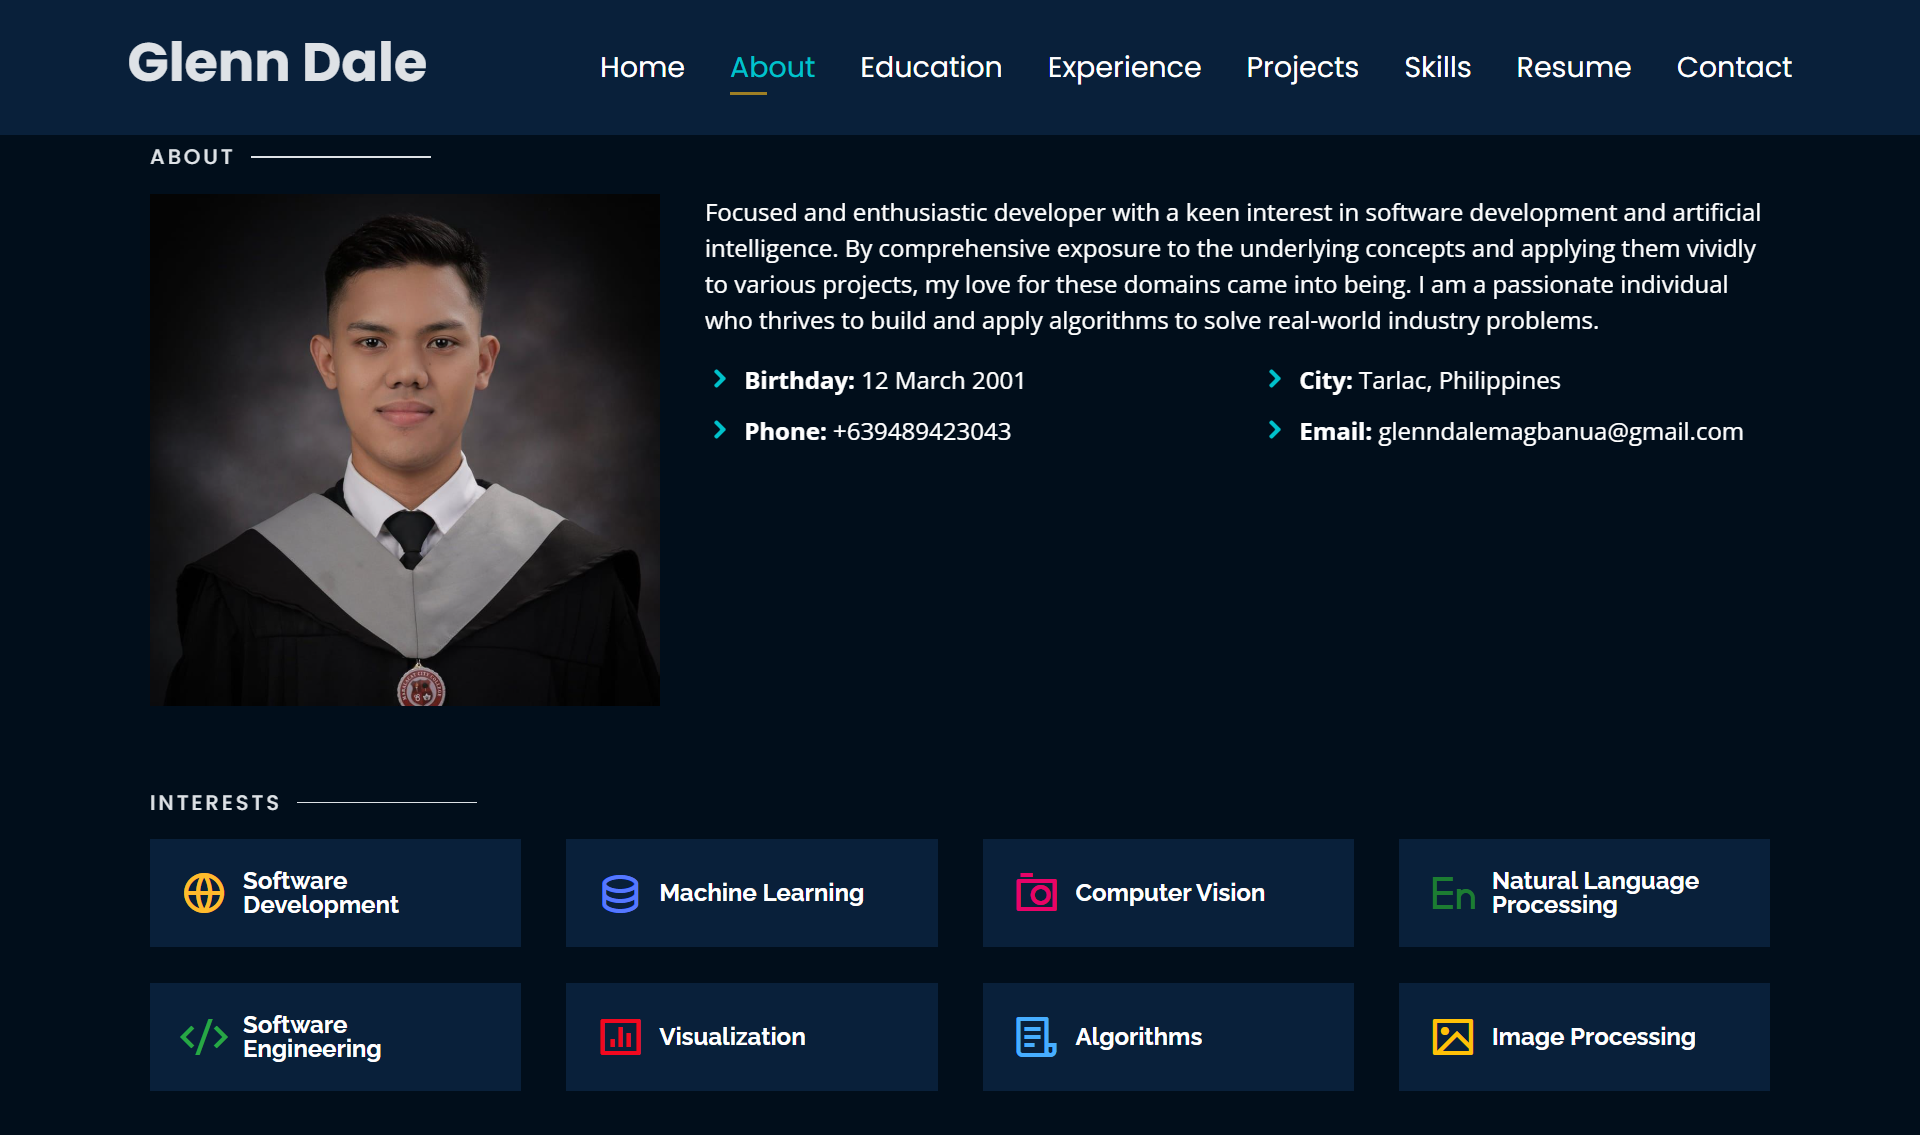 Glenn Dale
Home About Education Experience Projects Skills Resume Contact
ABOUT
Focused and enthusiastic developer with a keen interest in software development and artificial
intelligence. By comprehensive exposure to the underlying concepts and applying them vividly
to various projects, my love for these domains came into being. I am a passionate individual
who thrives to build and apply algorithms to solve real-world industry problems.
Birthday: 12 March 2001
City: Tarlac, Philippines
Phone: +639489423043
Email: glenndalemagbanua@gmail.com
INTERESTS
Software
Development
Machine Learning
Computer Vision
En
Natural Language
Processing
Software
Engineering
Visualization
Algorithms
Image Processing